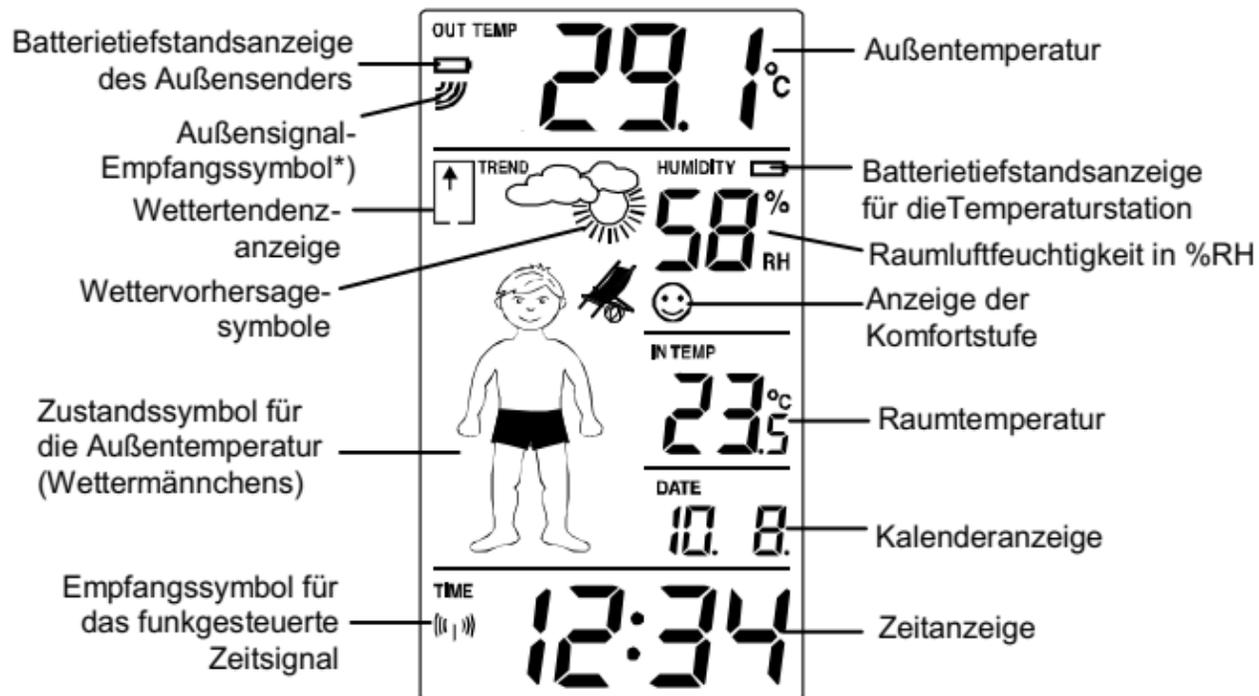 Batterietiefstandsanzeige
des Außensenders
Außensignal-
Empfangssymbol*)
Wettertendenz-
anzeige
Wettervorhersage-
symbole
Zustandssymbol für
die Außentemperatur
(Wettermännchens)
Empfangssymbol für
das funkgesteuerte
Zeitsignal
OUT TEMP
29.1 °C
TREND
HUMIDITY
58 % RH
IN TEMP
23.5 °C
DATE
10. 8.
TIME
12:34
Außentemperatur
Batterietiefstandsanzeige
für dieTemperaturstation
Raumluftfeuchtigkeit in %RH
Anzeige der
Komfortstufe
Raumtemperatur
Kalenderanzeige
Zeitanzeige